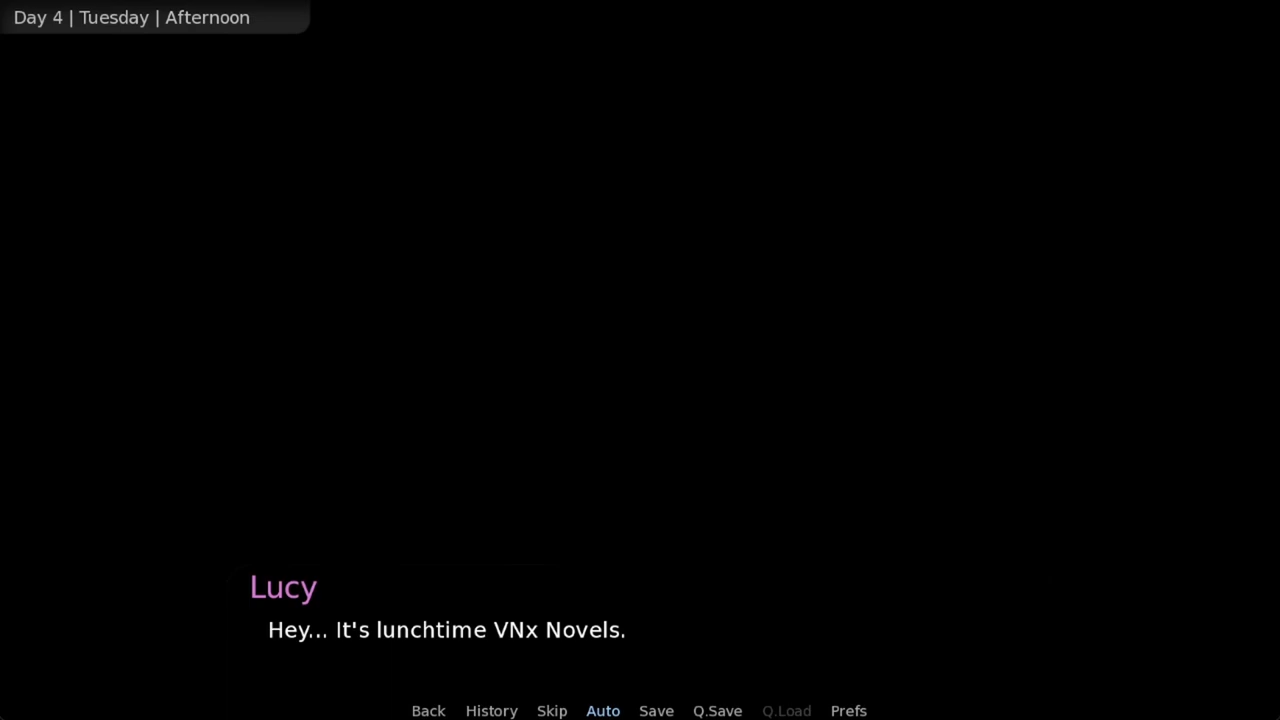 Day 4 | Tuesday | Afternoon
Lucy
Hey... It's lunchtime VNx Novels.
Back History Skip Auto Save Q.Save Q.Load Prefs